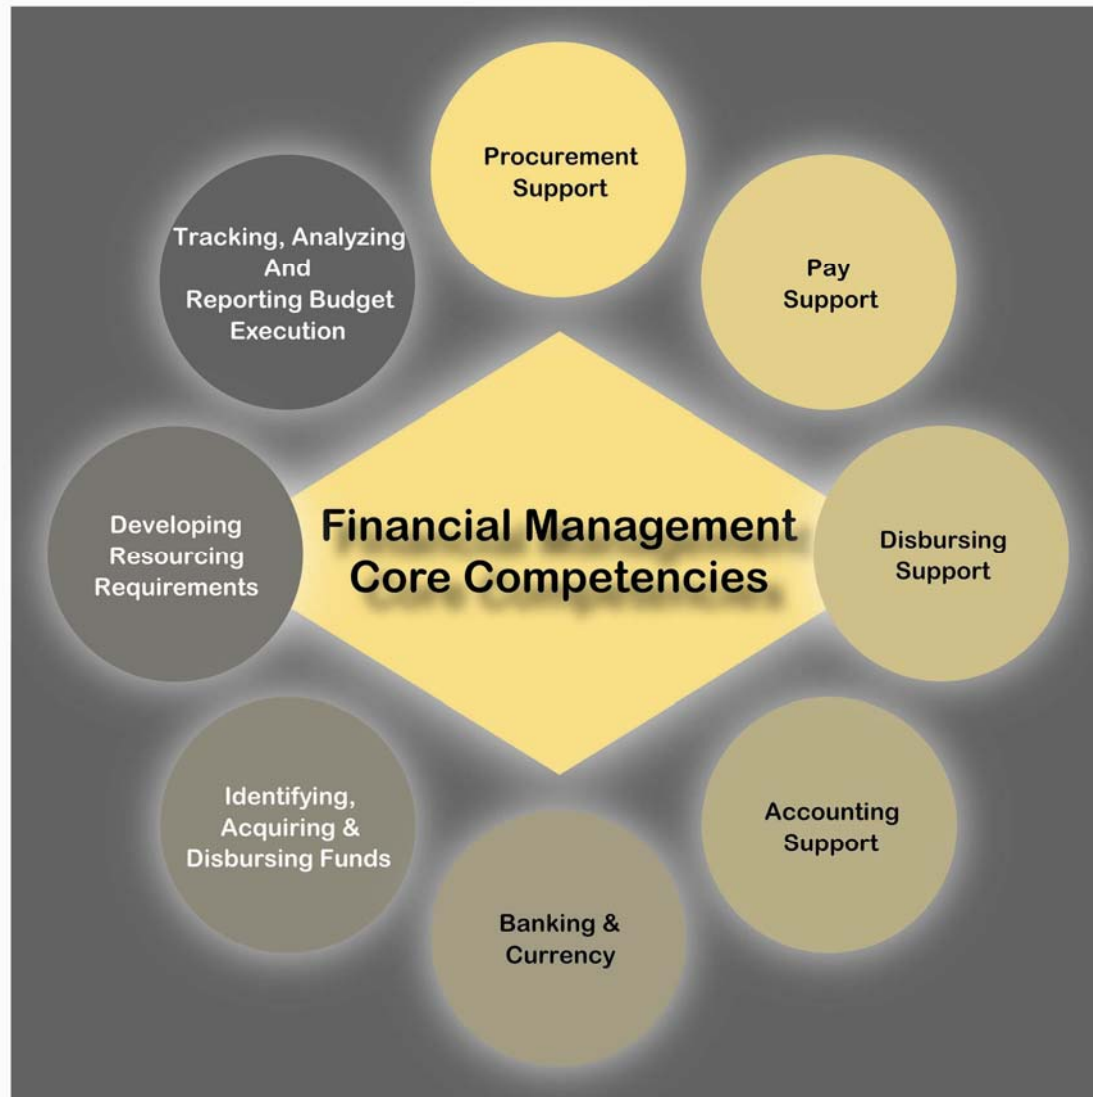 Procurement
Support
Pay
Support
Disbursing
Support
Accounting
Support
Banking &
Currency
Identifying,
Acquiring &
Disbursing Funds
Developing
Resourcing
Requirements
Tracking, Analyzing
And
Reporting Budget
Execution
Financial Management
Core Competencies